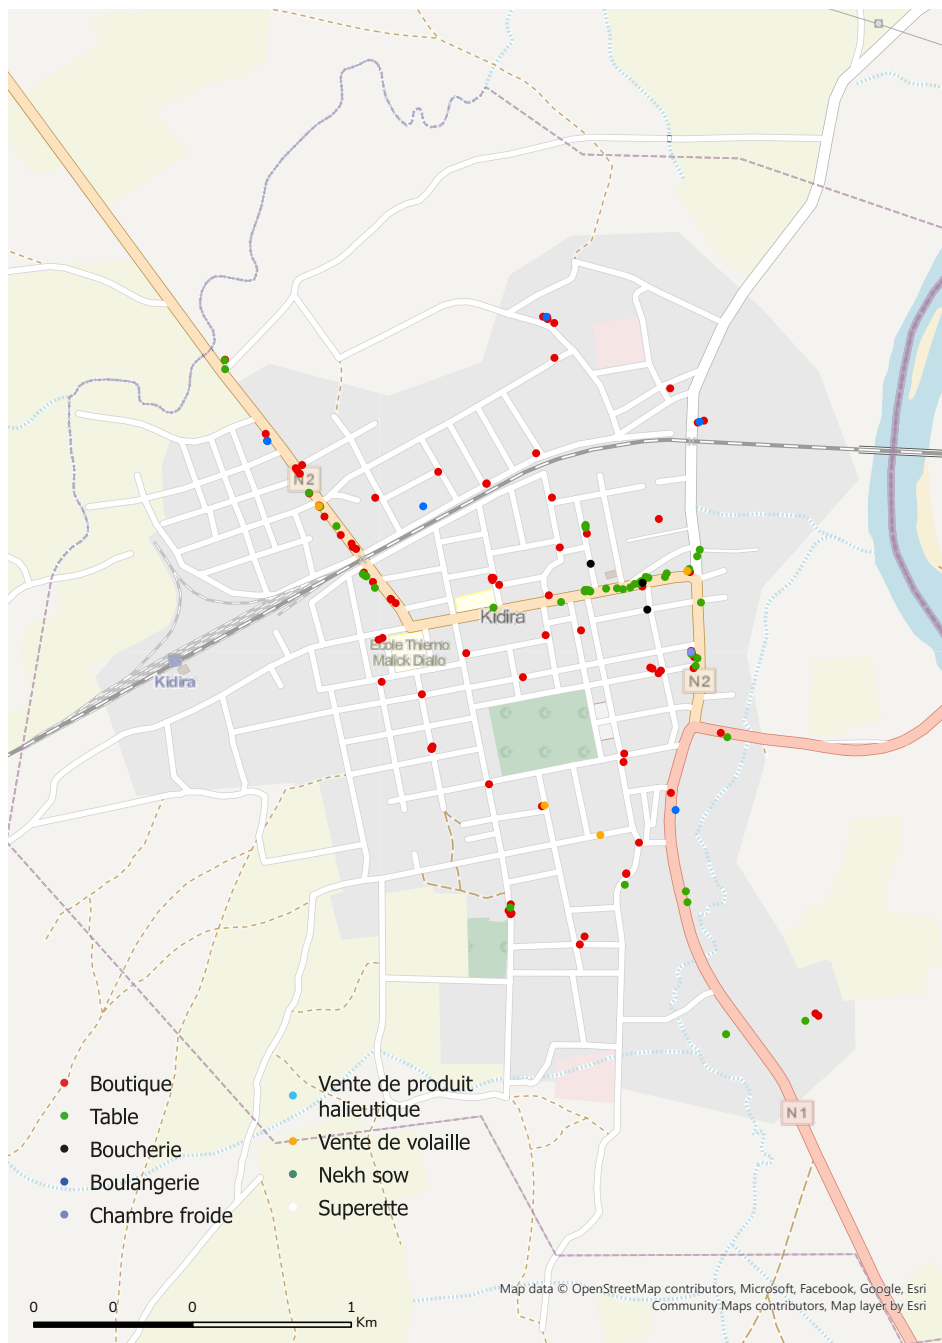 N2
Kidira
Ecole Thierno
Malick Diallo
Kidira
N2
N1
Boutique
Table
Boucherie
Boulangerie
Chambre froide
Vente de produit
halieutique
Vente de volaille
Nekh sow
Superette
0 0 0 1
Km
Map data © OpenStreetMap contributors, Microsoft, Facebook, Google, Esri
Community Maps contributors, Map layer by Esri